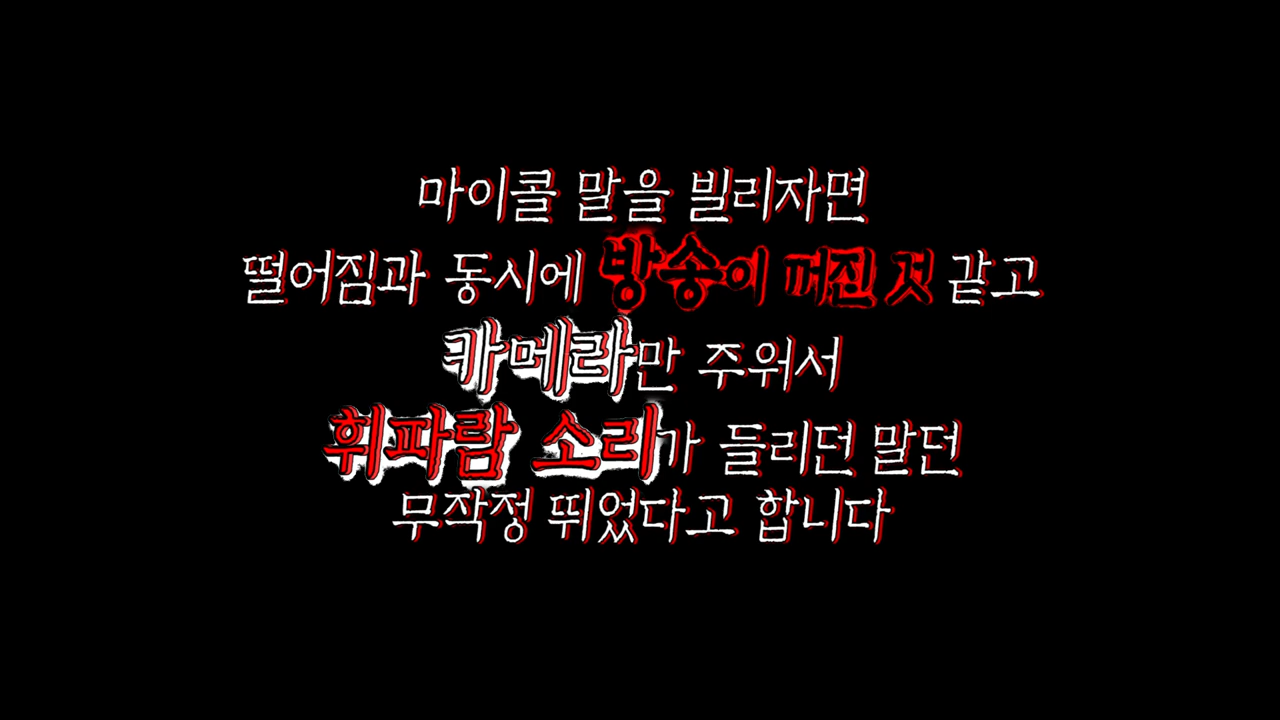 마이콜 말을 빌리자면
떨어짐과 동시에 방송이 꺼진 것 같고
카메라만 주워서
휘파람 소리가 들리던 말던
무작정 뛰었다고 합니다